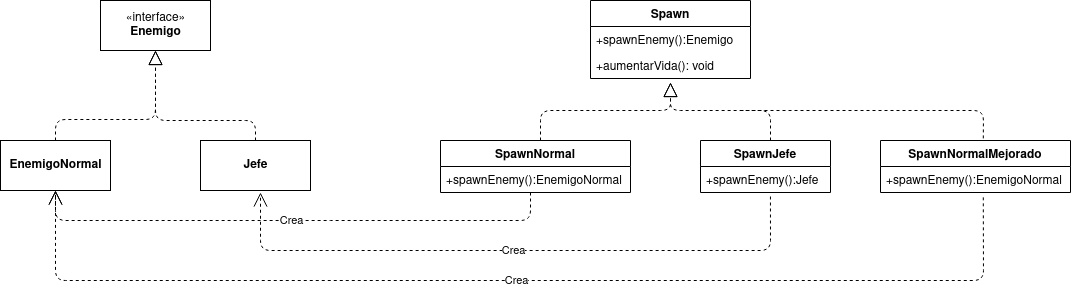 «interface»
Enemigo
Spawn
+spawnEnemy():Enemigo
+aumentarVida(): void
EnemigoNormal
Jefe
SpawnNormal
+spawnEnemy():EnemigoNormal
SpawnJefe
+spawnEnemy():Jefe
SpawnNormalMejorado
+spawnEnemy():EnemigoNormal
Crea
Crea
Crea